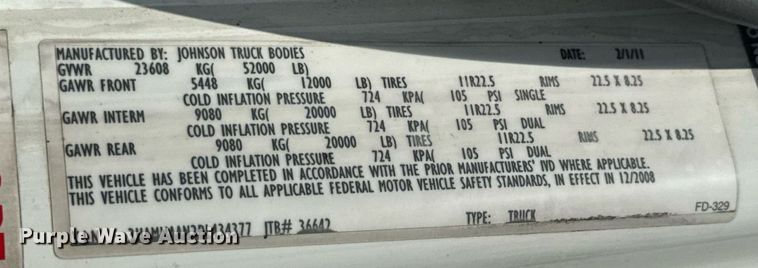 MANUFACTURED BY: JOHNSON TRUCK BODIES DATE: 2/1/11
GVWR 23608 KG( 52000 LB)
GAWR FRONT 5448 KG( 12000 LB) TIRES 11R22.5 RIMS 22.5 X 8.25
COLD INFLATION PRESSURE 724 KPA( 105 PSI SINGLE
GAWR INTERM 9080 KG( 20000 LB) TIRES 11R22.5 RIMS 22.5 X 8.25
COLD INFLATION PRESSURE 724 KPA( 105 PSI DUAL
GAWR REAR 9080 KG( 20000 LB) TIRES 11R22.5 RIMS 22.5 X 8.25
COLD INFLATION PRESSURE 724 KPA( 105 PSI DUAL
THIS VEHICLE HAS BEEN COMPLETED IN ACCORDANCE WITH THE PRIOR MANUFACTURERS' IVD WHERE APPLICABLE.
THIS VEHICLE CONFORMS TO ALL APPLICABLE FEDERAL MOTOR VEHICLE SAFETY STANDARDS, IN EFFECT IN 12/2008
JTB# 36642 TYPE: TRUCK
FD-329
Purple Wave Auction